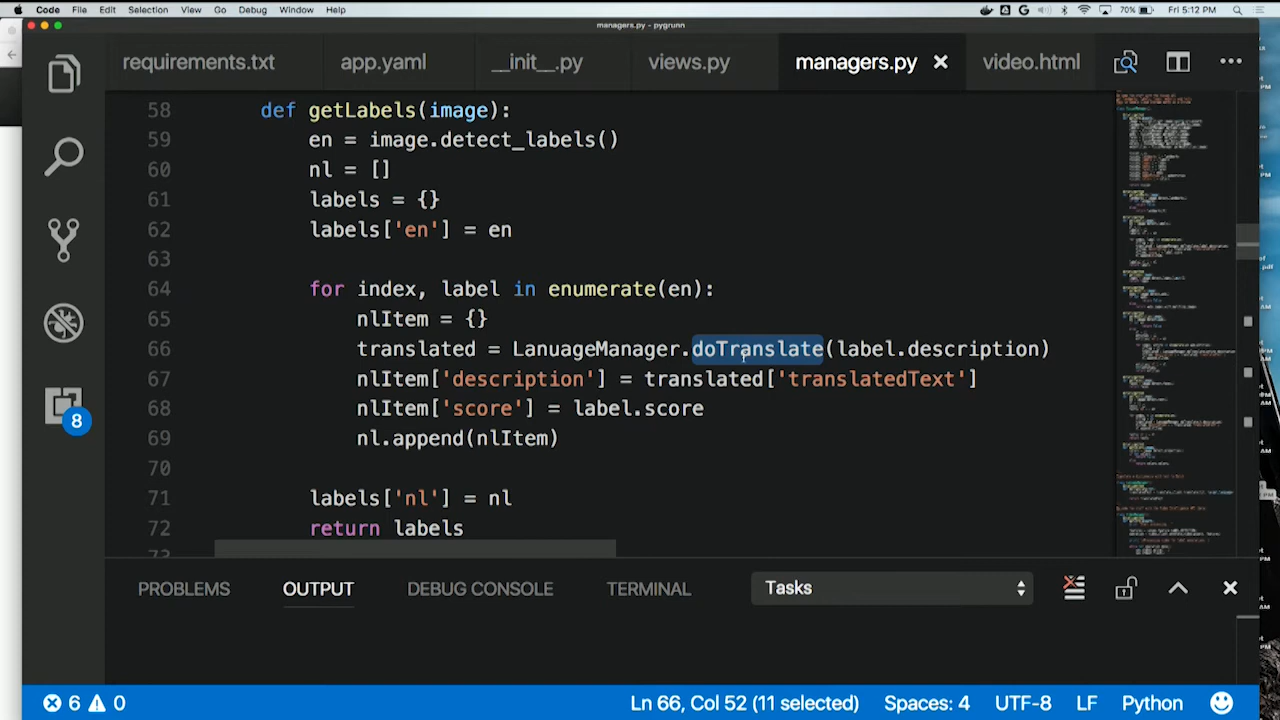 Code File Edit Selection View Go Debug Window Help 70% Fri 5:12 PM
managers.py - pygrunn
requirements.txt app.yaml __init__.py views.py managers.py video.html
58 def getLabels(image):
59 en = image.detect_labels()
60 nl = []
61 labels = {}
62 labels['en'] = en
63
64 for index, label in enumerate(en):
65 nlItem = {}
66 translated = LanuageManager.doTranslate(label.description)
67 nlItem['description'] = translated['translatedText']
68 nlItem['score'] = label.score
69 nl.append(nlItem)
70
71 labels['nl'] = nl
72 return labels
73
8
PROBLEMS OUTPUT DEBUG CONSOLE TERMINAL Tasks
6 0 Ln 66, Col 52 (11 selected) Spaces: 4 UTF-8 LF Python